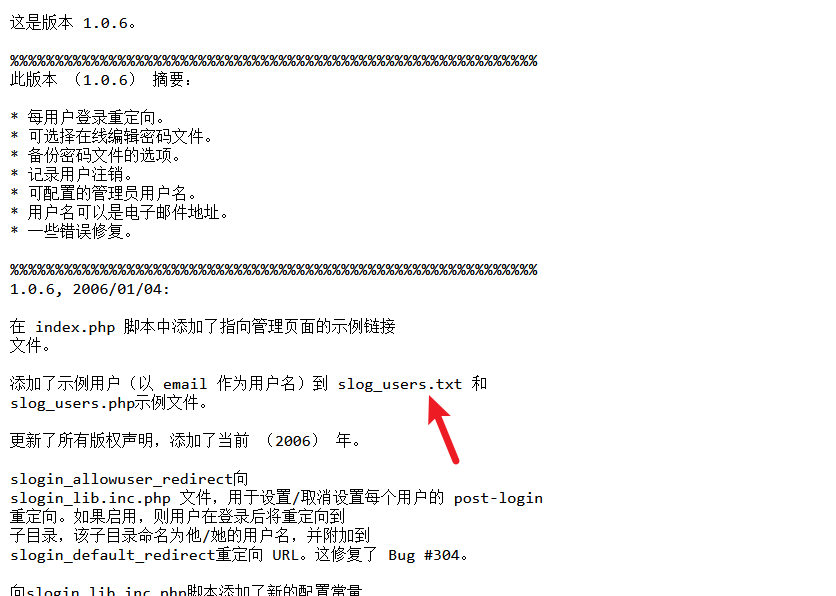 这是版本 1.0.6。
%%%%%%%%%%%%%%%%%%%%%%%%%%%%%%%%%%%%%%%%%%%%%%%%%%%%%%%%%%%
此版本 （1.0.6） 摘要:
* 每用户登录重定向。
* 可选择在线编辑密码文件。
* 备份密码文件的选项。
* 记录用户注销。
* 可配置的管理员用户名。
* 用户名可以是电子邮件地址。
* 一些错误修复。
%%%%%%%%%%%%%%%%%%%%%%%%%%%%%%%%%%%%%%%%%%%%%%%%%%%%%%%%%%%
1.0.6, 2006/01/04:
在 index.php 脚本中添加了指向管理页面的示例链接
文件。
添加了示例用户（以 email 作为用户名）到 slog_users.txt 和
slog_users.php示例文件。
更新了所有版权声明，添加了当前 （2006） 年。
slogin_allowuser_redirect向
slogin_lib.inc.php 文件，用于设置/取消设置每个用户的 post-login
重定向。如果启用，则用户在登录后将重定向到
子目录，该子目录命名为他/她的用户名，并附加到
slogin_default_redirect重定向 URL。这修复了 Bug #304。
向slogin_lib.inc.php脚本添加了新的配置常量